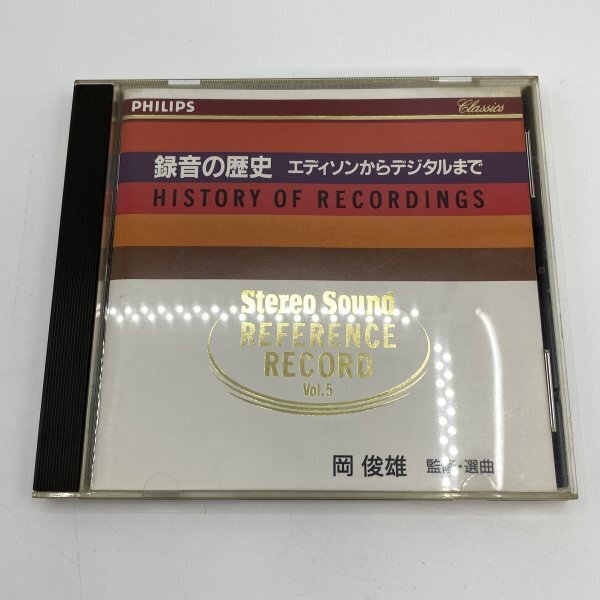 PHILIPS Classics
録音の歴史 エディソンからデジタルまで
HISTORY OF RECORDINGS
Stereo Sound
REFERENCE
RECORD
Vol.5
岡 俊雄 監修・選曲